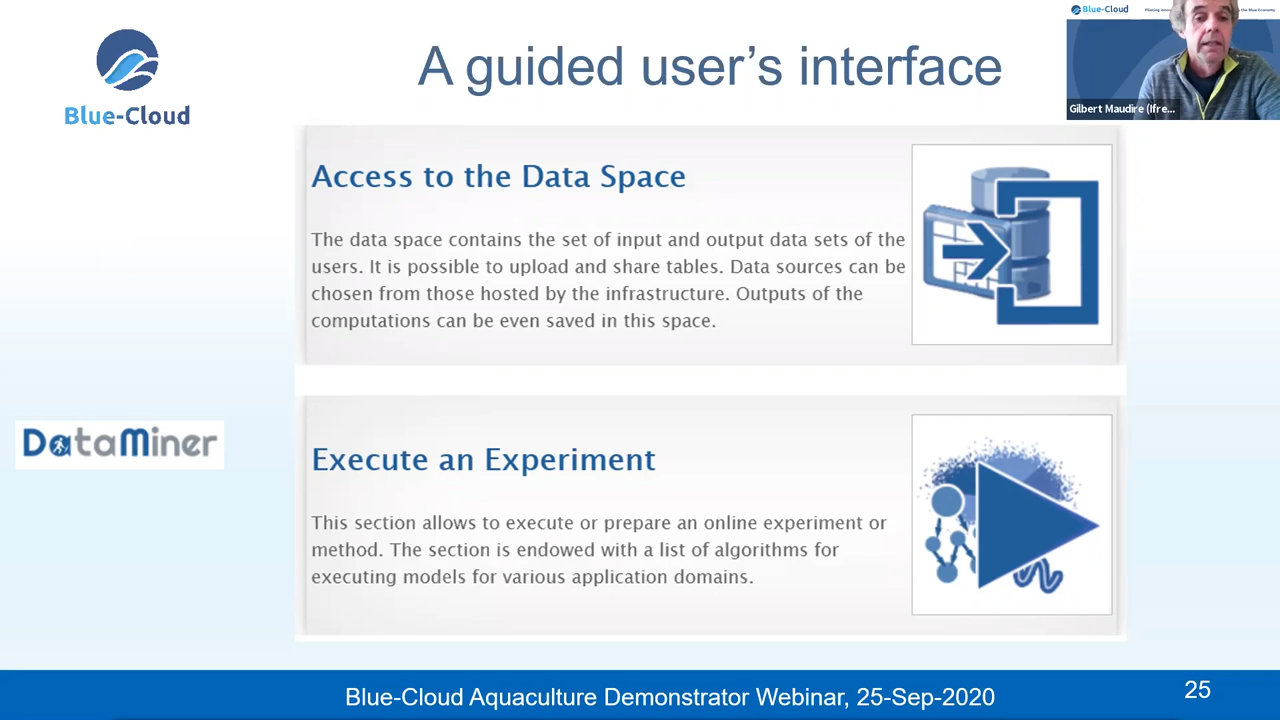 A guided user's interface
Blue-Cloud
Blue-Cloud
Gilbert Maudire (Ifre...
Access to the Data Space
The data space contains the set of input and output data sets of the
users. It is possible to upload and share tables. Data sources can be
chosen from those hosted by the infrastructure. Outputs of the
computations can be even saved in this space.
DataMiner
Execute an Experiment
This section allows to execute or prepare an online experiment or
method. The section is endowed with a list of algorithms for
executing models for various application domains.
Blue-Cloud Aquaculture Demonstrator Webinar, 25-Sep-2020
25